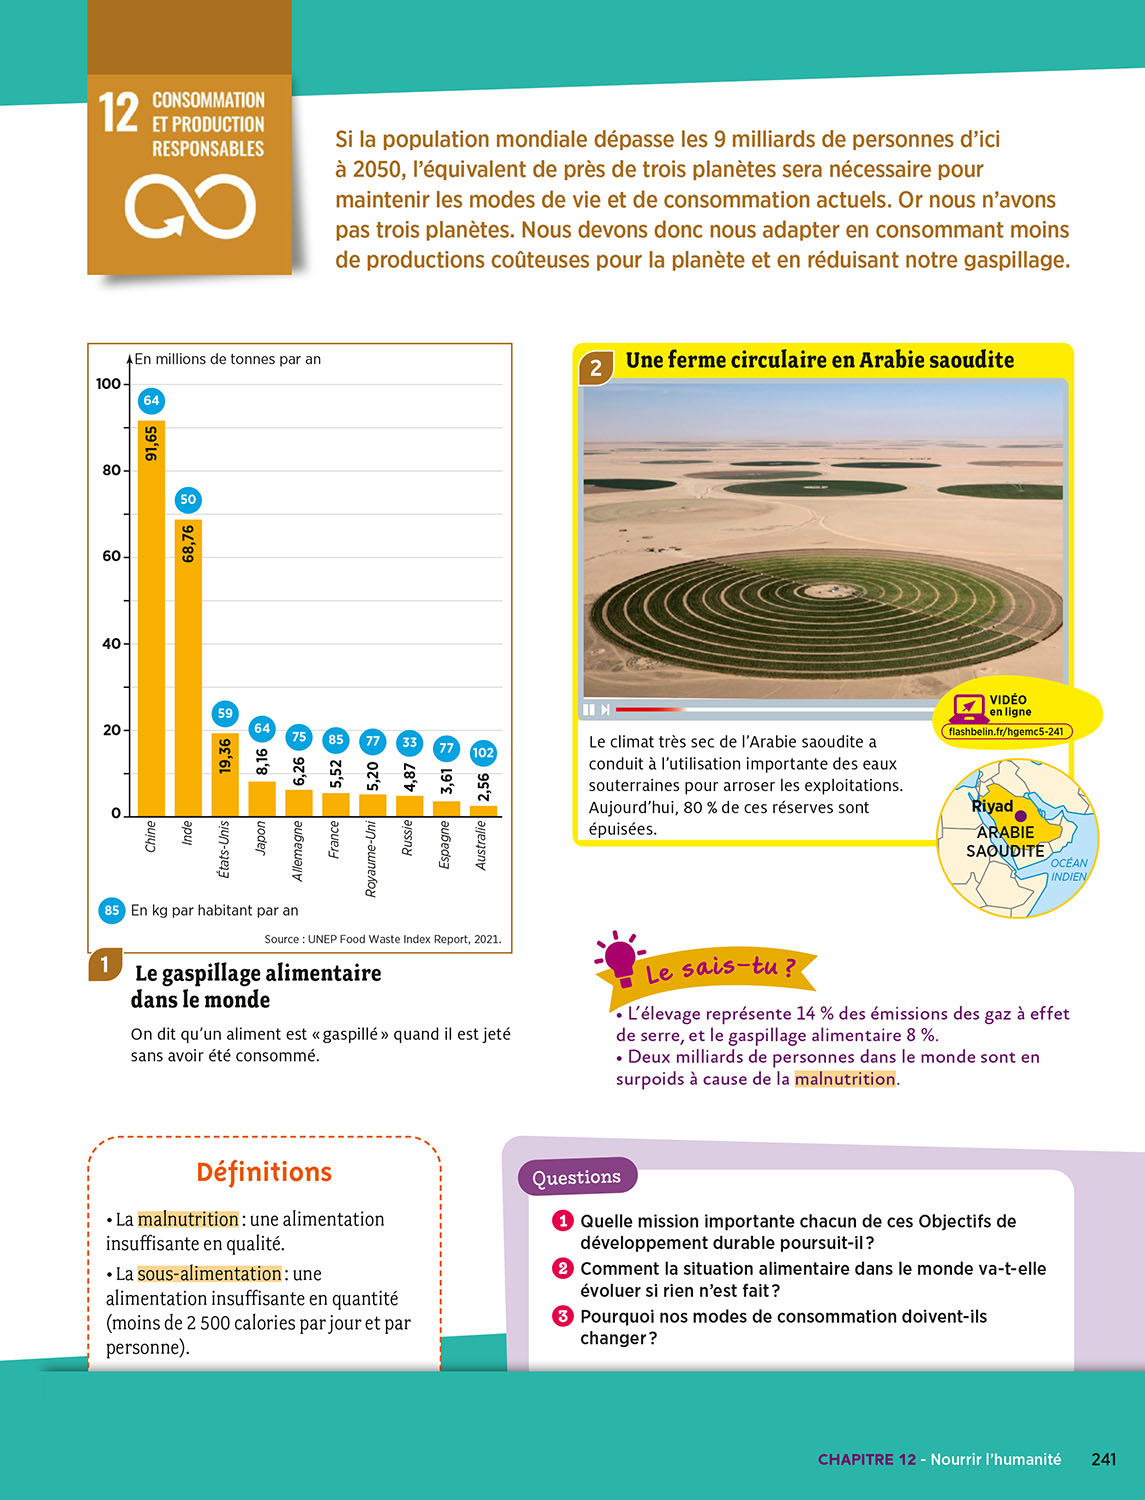 12
CONSOMMATION
ET PRODUCTION
RESPONSABLES
Si la population mondiale dépasse les 9 milliards de personnes d'ici
à 2050, l'équivalent de près de trois planètes sera nécessaire pour
maintenir les modes de vie et de consommation actuels. Or nous n'avons
pas trois planètes. Nous devons donc nous adapter en consommant moins
de productions coûteuses pour la planète et en réduisant notre gaspillage.
En millions de tonnes par an
100
80
60
40
20
0
64
91,65
50
68,76
59
19,36
64
8,16
75
6,26
85
5,52
77
5,20
33
4,87
77
3,61
102
2,56
Chine
Inde
États-Unis
Japon
Allemagne
France
Royaume-Uni
Russie
Espagne
Australie
85 En kg par habitant par an
Source : UNEP Food Waste Index Report, 2021.
1
Le gaspillage alimentaire
dans le monde
On dit qu'un aliment est « gaspillé » quand il est jeté
sans avoir été consommé.
2 Une ferme circulaire en Arabie saoudite
VIDÉO
en ligne
flashbelin.fr/hgemc5-241
Le climat très sec de l'Arabie saoudite a
conduit à l'utilisation importante des eaux
souterraines pour arroser les exploitations.
Aujourd'hui, 80 % de ces réserves sont
épuisées.
Riyad
ARABIE
SAOUDITE
OCÉAN
INDIEN
Le sais-tu ?
• L'élevage représente 14 % des émissions des gaz à effet
de serre, et le gaspillage alimentaire 8 %.
• Deux milliards de personnes dans le monde sont en
surpoids à cause de la malnutrition.
Définitions
• La malnutrition : une alimentation
insuffisante en qualité.
• La sous-alimentation : une
alimentation insuffisante en quantité
(moins de 2 500 calories par jour et par
personne).
Questions
1 Quelle mission importante chacun de ces Objectifs de
développement durable poursuit-il ?
2 Comment la situation alimentaire dans le monde va-t-elle
évoluer si rien n'est fait ?
3 Pourquoi nos modes de consommation doivent-ils
changer ?
CHAPITRE 12 - Nourrir l'humanité 241